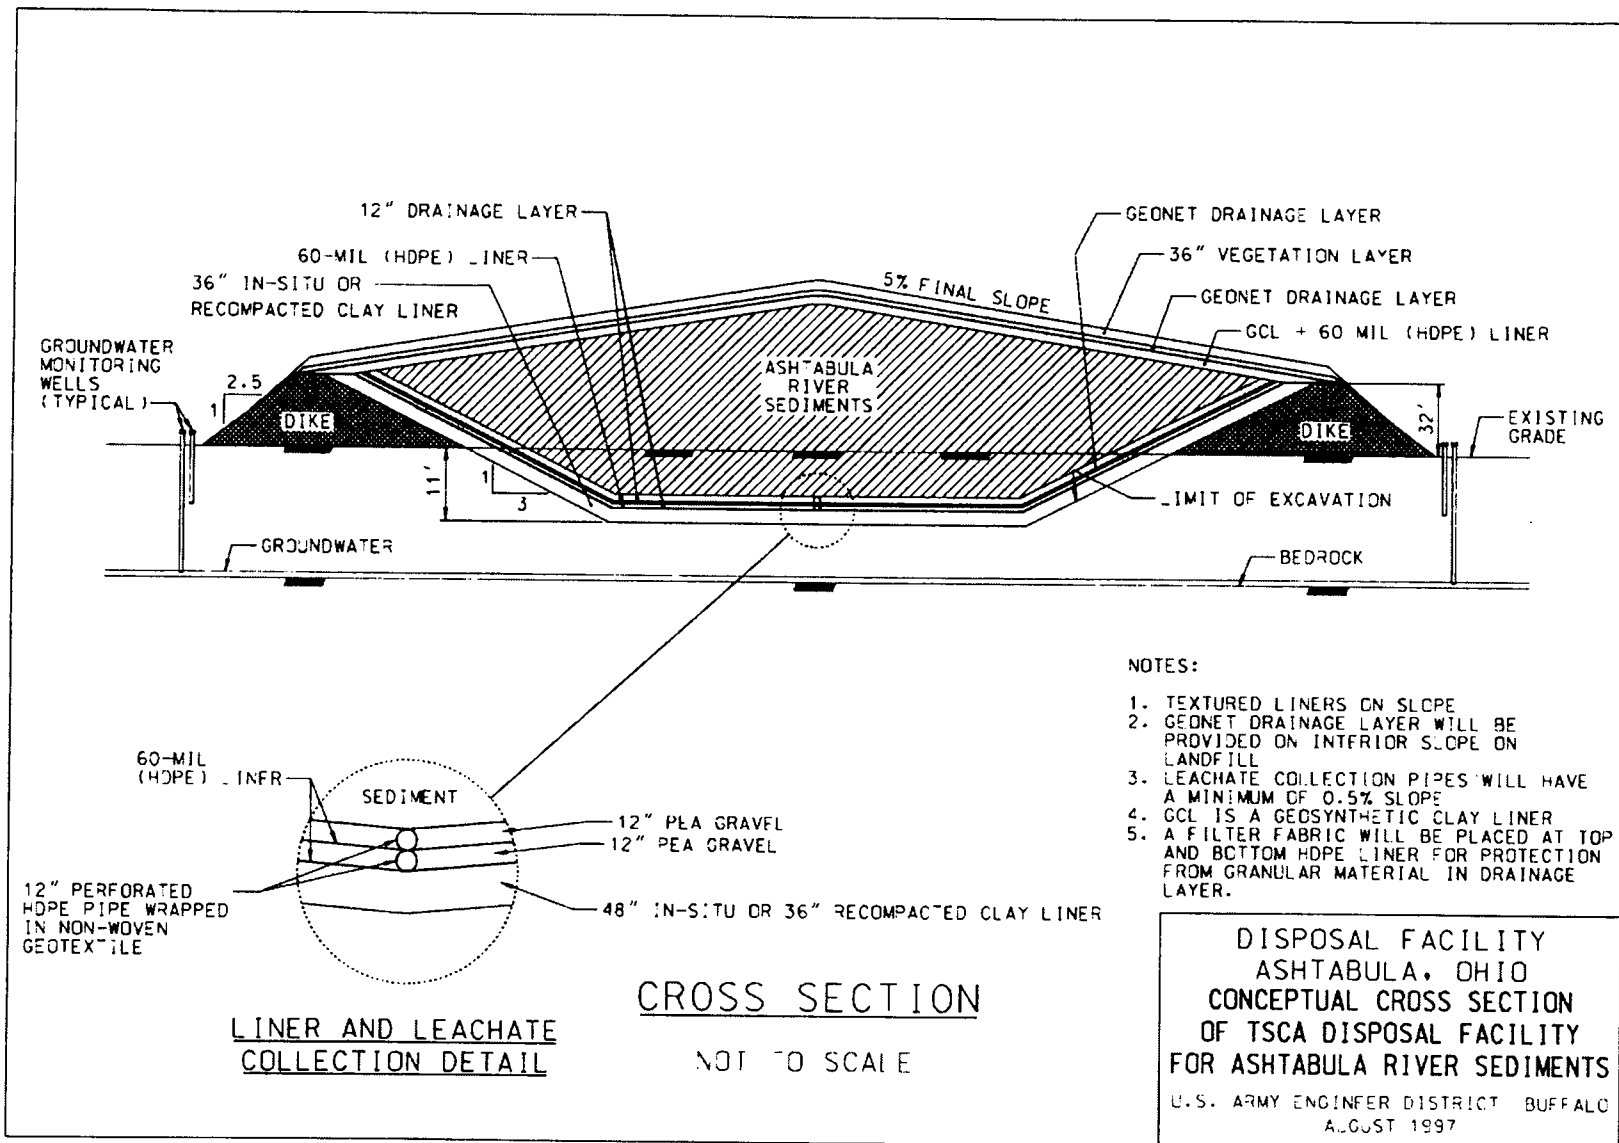 12" DRAINAGE LAYER
60-MIL (HDPE) LINER
36" IN-SITU OR
RECOMPACTED CLAY LINER
GROUNDWATER
MONITORING
WELLS
(TYPICAL)
2.5
1
DIKE
5% FINAL SLOPE
GEONET DRAINAGE LAYER
36" VEGETATION LAYER
GEONET DRAINAGE LAYER
GCL + 60 MIL (HDPE) LINER
ASHTABULA
RIVER
SEDIMENTS
DIKE
32'
EXISTING
GRADE
11'
1
3
LIMIT OF EXCAVATION
GROUNDWATER
BEDROCK
60-MIL
(HDPE) LINER
SEDIMENT
12" PEA GRAVEL
12" PEA GRAVEL
12" PERFORATED
HDPE PIPE WRAPPED
IN NON-WOVEN
GEOTEXTILE
48" IN-SITU OR 36" RECOMPACTED CLAY LINER
LINER AND LEACHATE
COLLECTION DETAIL
CROSS SECTION
NOT TO SCALE
NOTES:
1. TEXTURED LINERS ON SLOPE
2. GEONET DRAINAGE LAYER WILL BE
PROVIDED ON INTERIOR SLOPE ON
LANDFILL
3. LEACHATE COLLECTION PIPES WILL HAVE
A MINIMUM OF 0.5% SLOPE
4. GCL IS A GEOSYNTHETIC CLAY LINER
5. A FILTER FABRIC WILL BE PLACED AT TOP
AND BOTTOM HDPE LINER FOR PROTECTION
FROM GRANULAR MATERIAL IN DRAINAGE
LAYER.
DISPOSAL FACILITY
ASHTABULA, OHIO
CONCEPTUAL CROSS SECTION
OF TSCA DISPOSAL FACILITY
FOR ASHTABULA RIVER SEDIMENTS
U.S. ARMY ENGINEER DISTRICT BUFFALO
AUGUST 1997